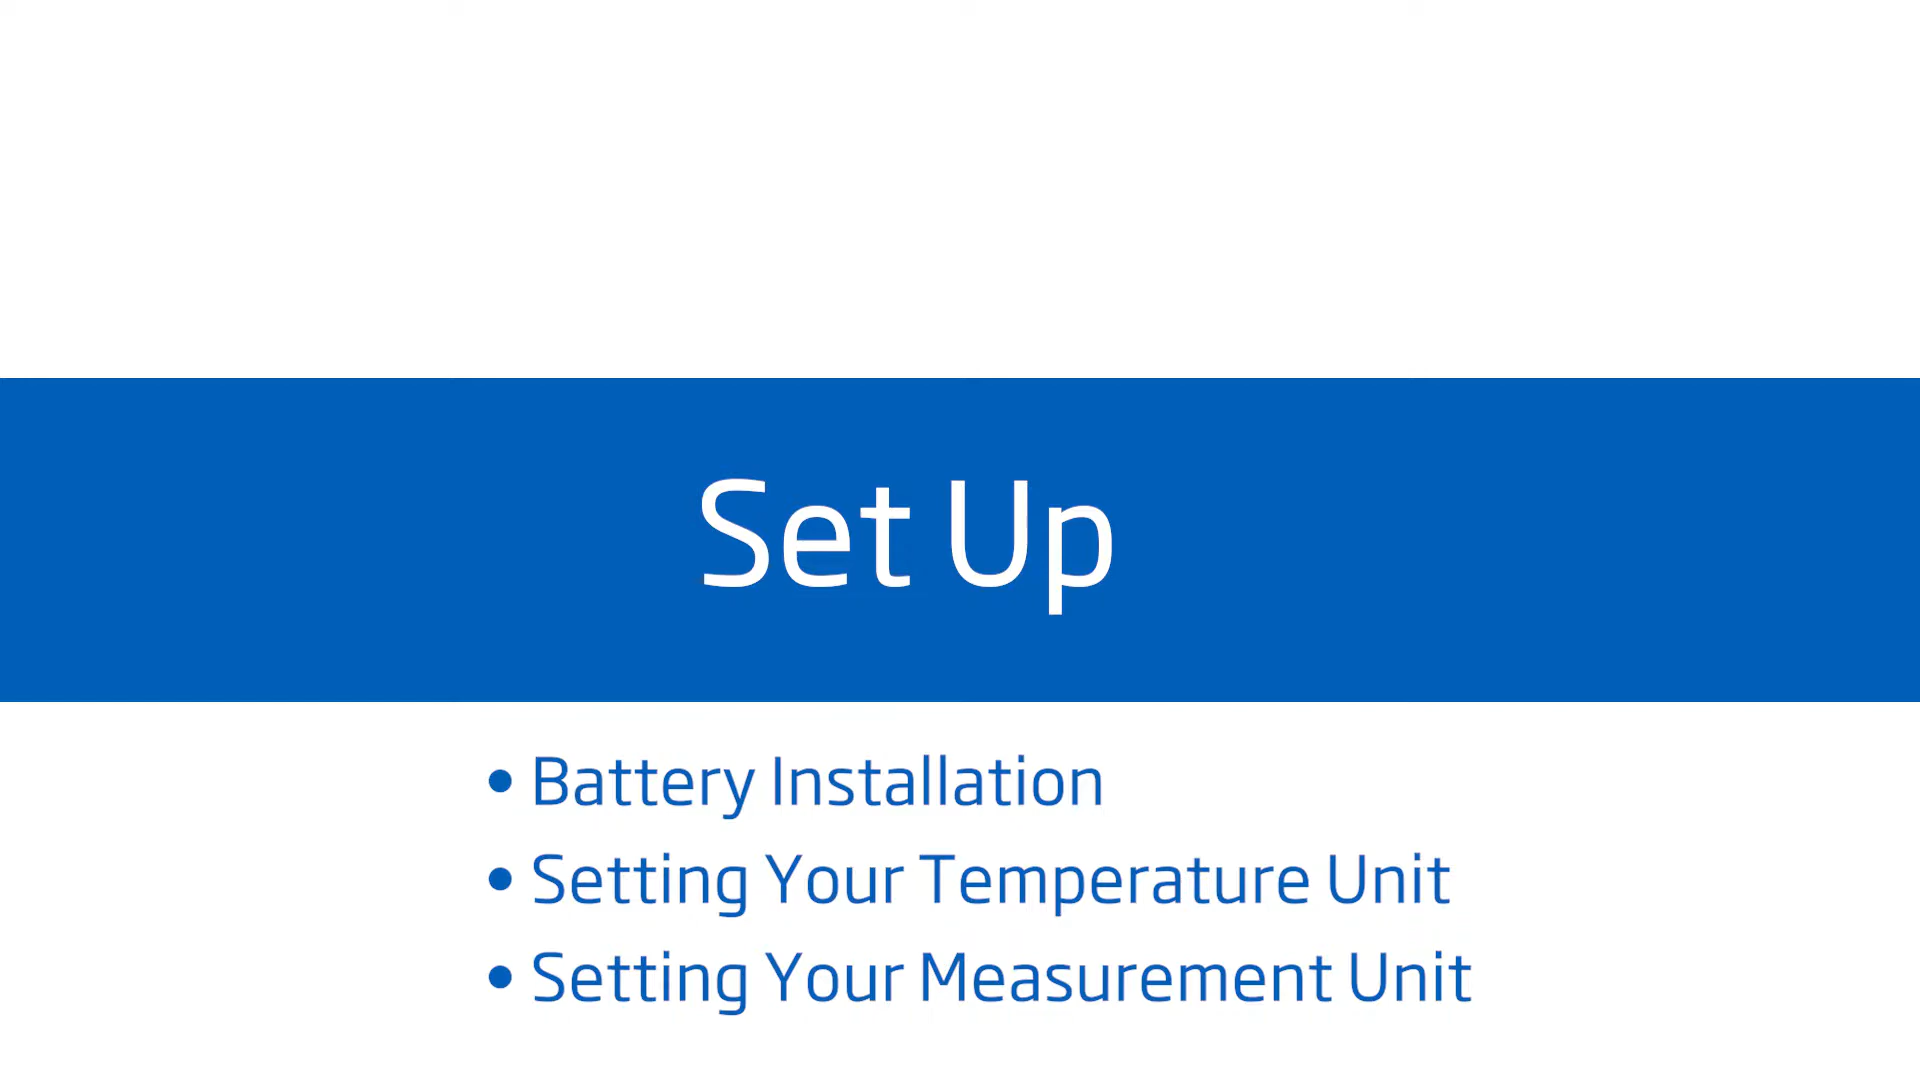 Set Up
• Battery Installation
• Setting Your Temperature Unit
• Setting Your Measurement Unit